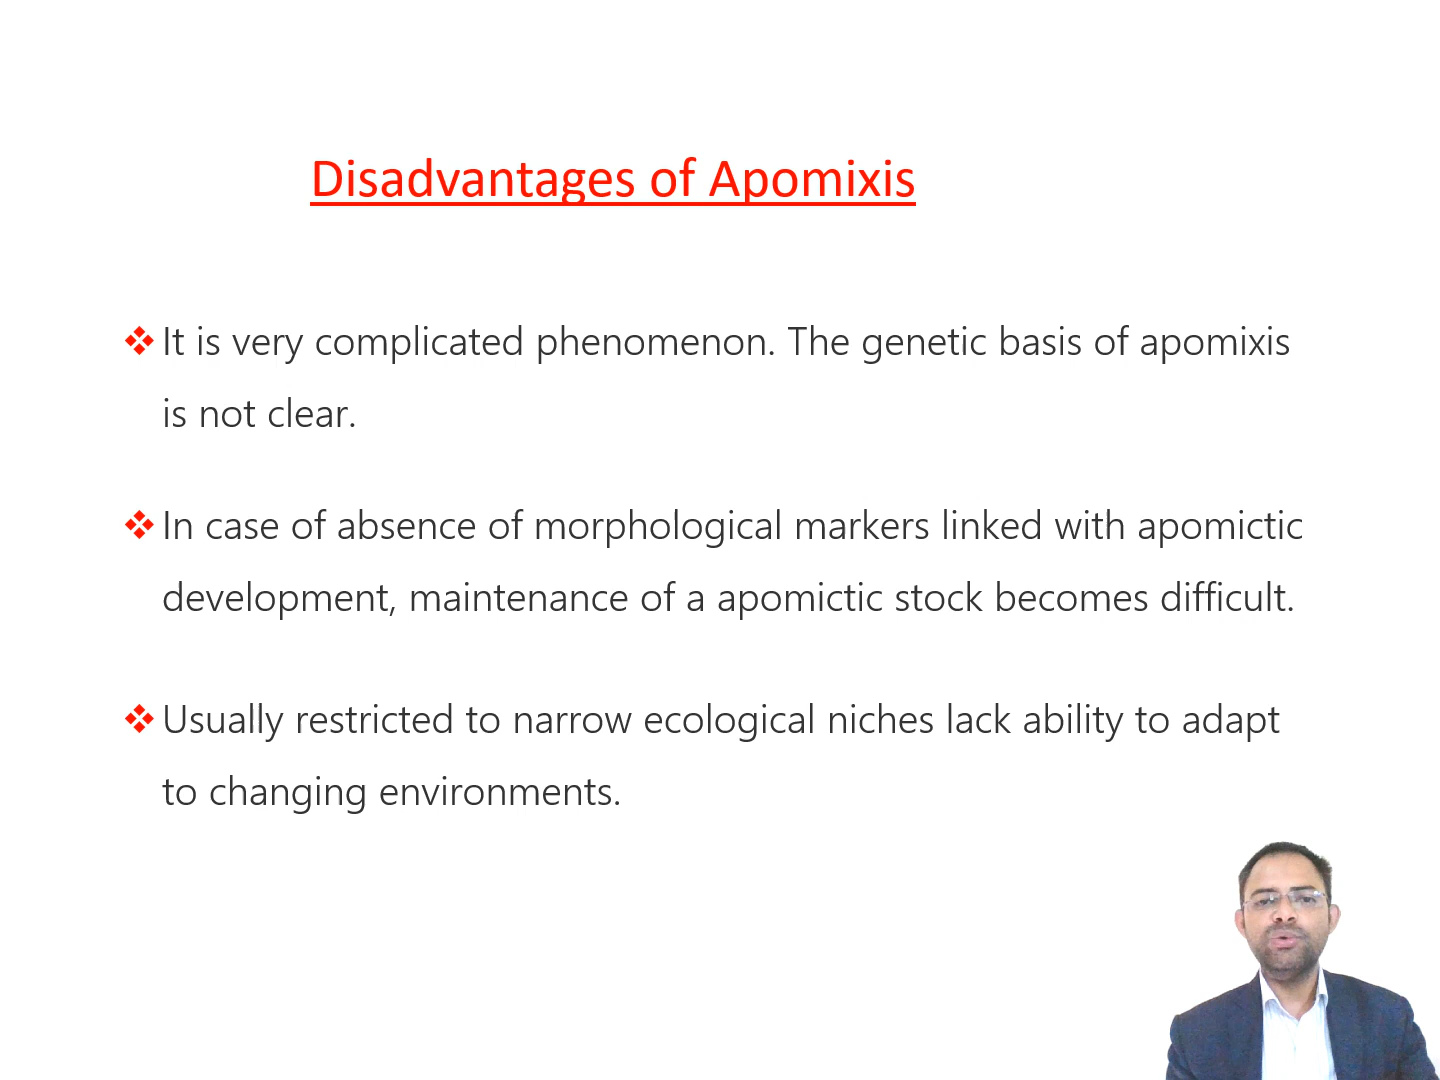 Disadvantages of Apomixis
It is very complicated phenomenon. The genetic basis of apomixis
is not clear.
In case of absence of morphological markers linked with apomictic
development, maintenance of a apomictic stock becomes difficult.
Usually restricted to narrow ecological niches lack ability to adapt
to changing environments.